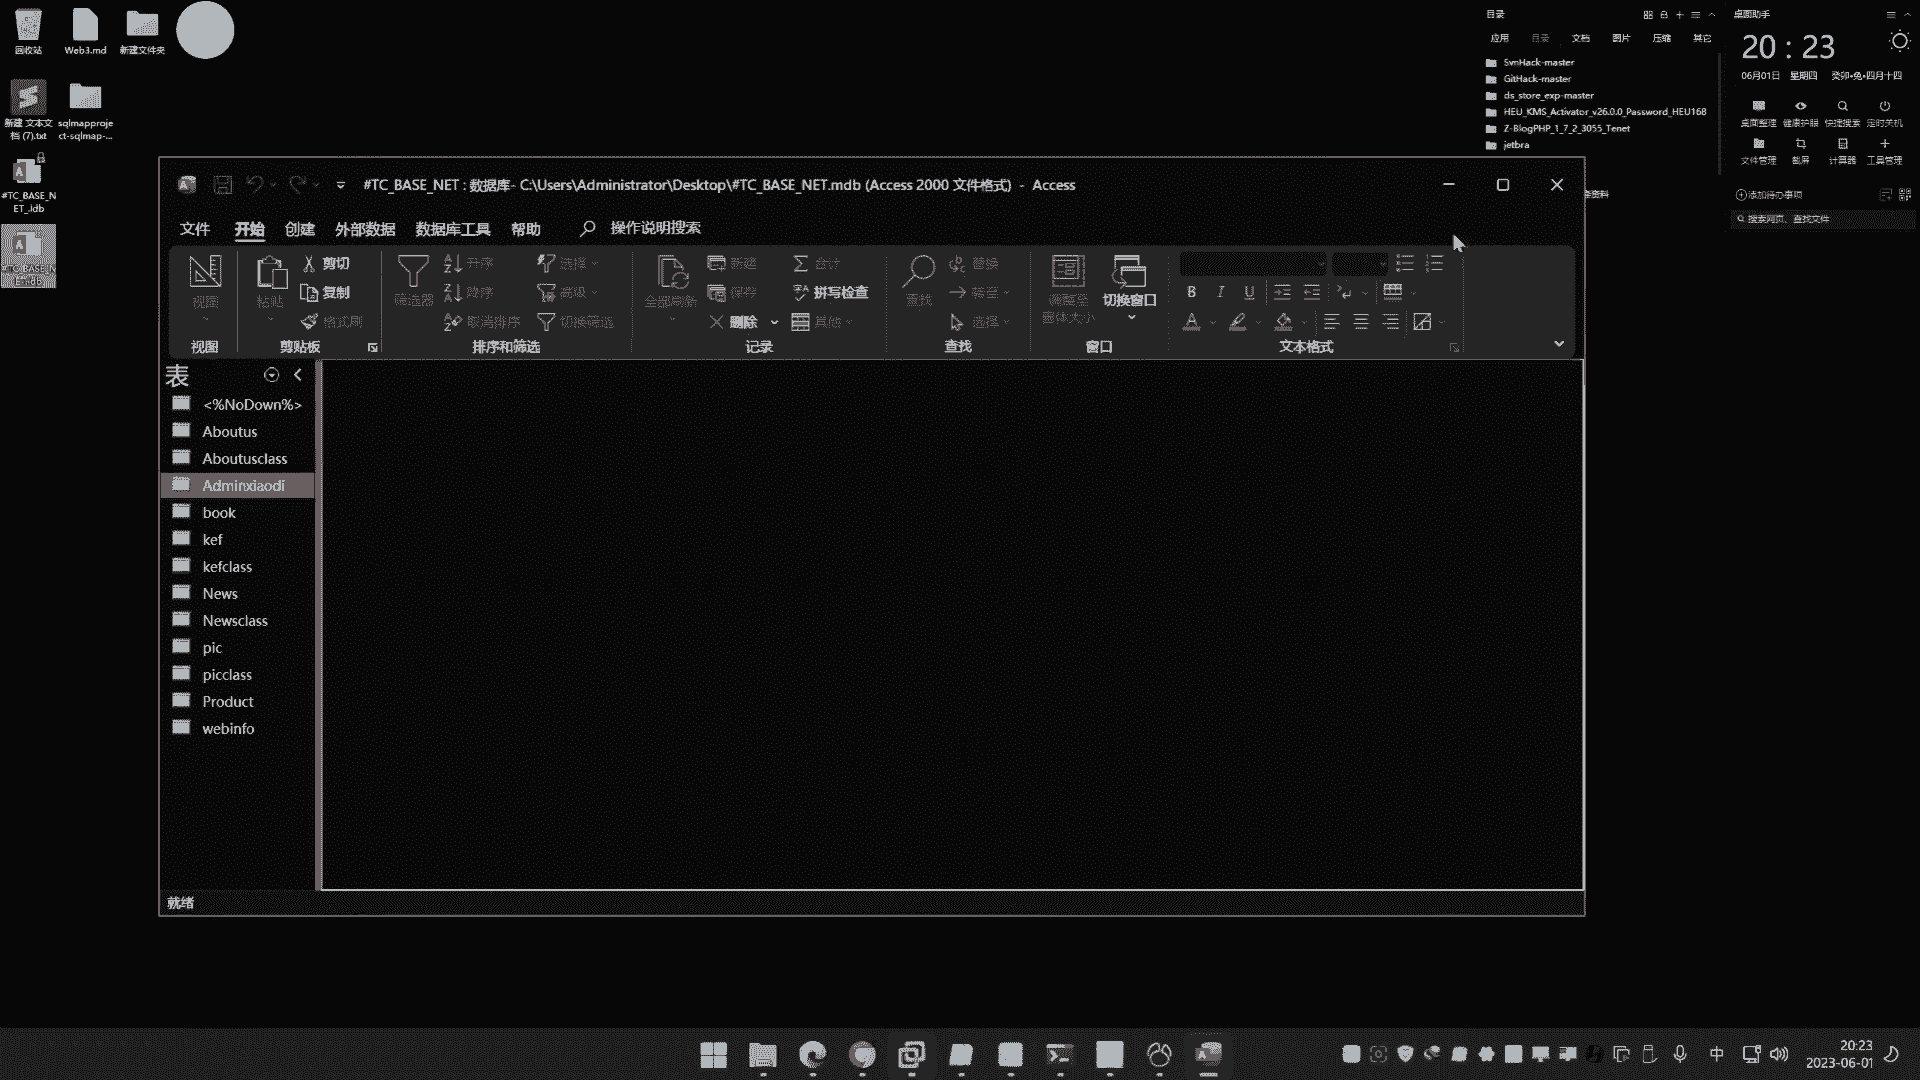 回收站
Web3.md
新建文件夹
新建 文本文
档 (7).txt
sqlmapproje
ct-sqlmap-...
#TC_BASE_N
ET_.ldb
#TC_BASE_N
目录
应用 目录 文档 图片 压缩 其它
SvnHack-master
GitHack-master
ds_store_exp-master
HEU_KMS_Activator_v26.0.0_Password_HEU168
Z-BlogPHP_1_7_2_3055_Tenet
jetbra
桌面助手
20 : 23
06月01日 星期四 癸卯•兔•四月十四
桌面整理 健康护眼 快捷搜索 定时关机
文件管理 截屏 计算器 工具管理
添加待办事项
搜索网页、查找文件
#TC_BASE_NET : 数据库- C:\Users\Administrator\Desktop\#TC_BASE_NET.mdb (Access 2000 文件格式) - Access
文件 开始 创建 外部数据 数据库工具 帮助 操作说明搜索
视图
视图
粘贴
剪切
复制
格式刷
剪贴板
筛选器
升序
降序
取消排序
选择
高级
切换筛选
排序和筛选
全部刷新
新建
保存
删除
合计
拼写检查
其他
记录
查找
替换
转至
选择
查找
调整至
窗体大小
切换窗口
窗口
B I U
A
文本格式
表
<%NoDown%>
Aboutus
Aboutusclass
Adminxiaodi
book
kef
kefclass
News
Newsclass
pic
picclass
Product
webinfo
就绪
中
20:23
2023-06-01